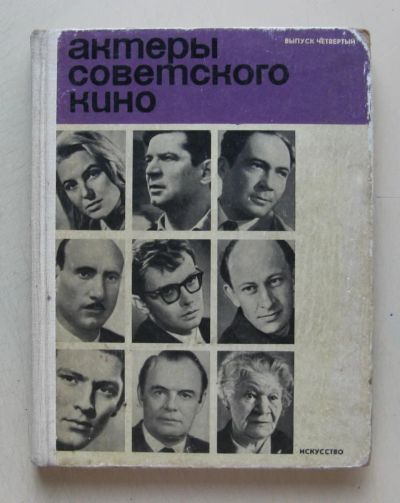 актеры
советского
кино
ВЫПУСК ЧЕТВЕРТЫЙ
ИСКУССТВО